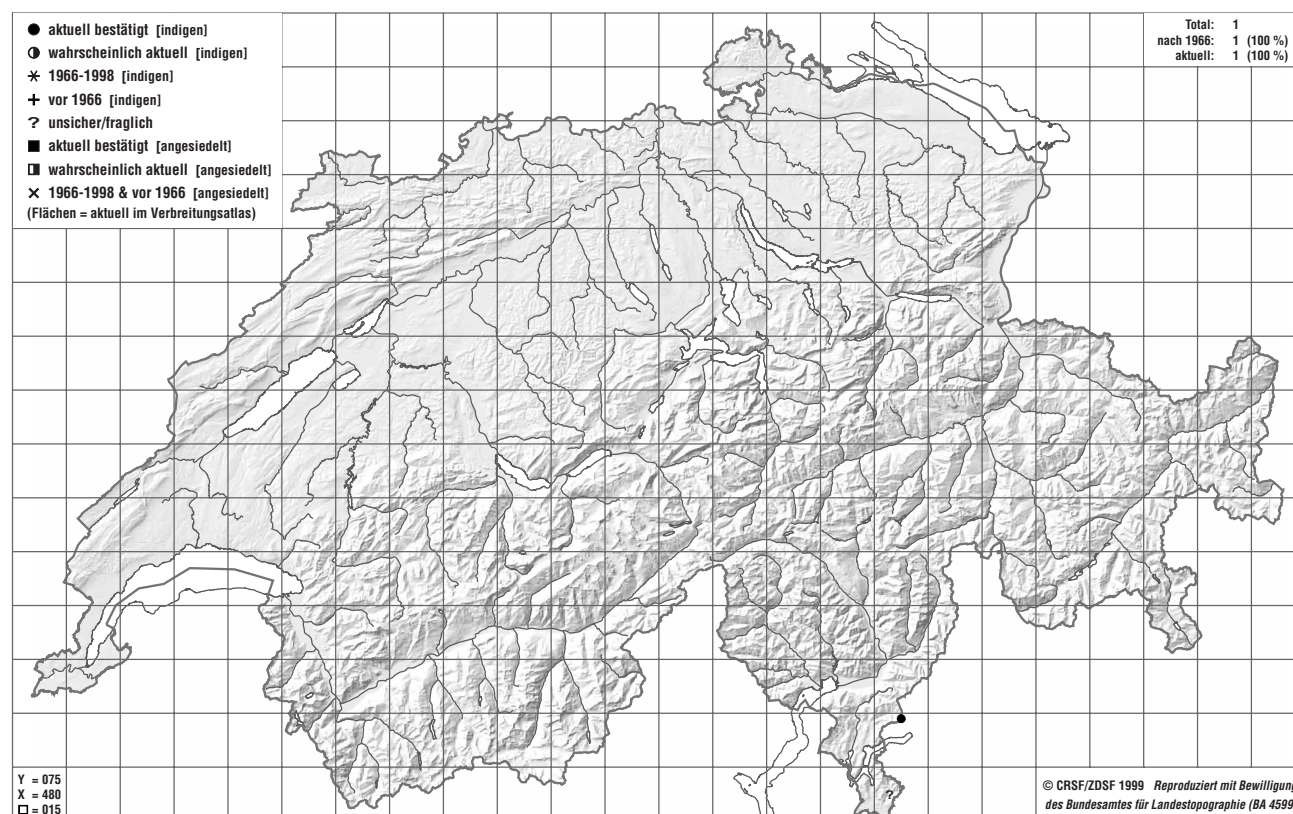 ● aktuell bestätigt [indigen]
◑ wahrscheinlich aktuell [indigen]
✳ 1966-1998 [indigen]
+ vor 1966 [indigen]
? unsicher/fraglich
■ aktuell bestätigt [angesiedelt]
◨ wahrscheinlich aktuell [angesiedelt]
× 1966-1998 & vor 1966 [angesiedelt]
(Flächen = aktuell im Verbreitungsatlas)
Total: 1
nach 1966: 1 (100 %)
aktuell: 1 (100 %)
?
Y = 075
X = 480
□ = 015
© CRSF/ZDSF 1999 Reproduziert mit Bewilligung
des Bundesamtes für Landestopographie (BA 4599